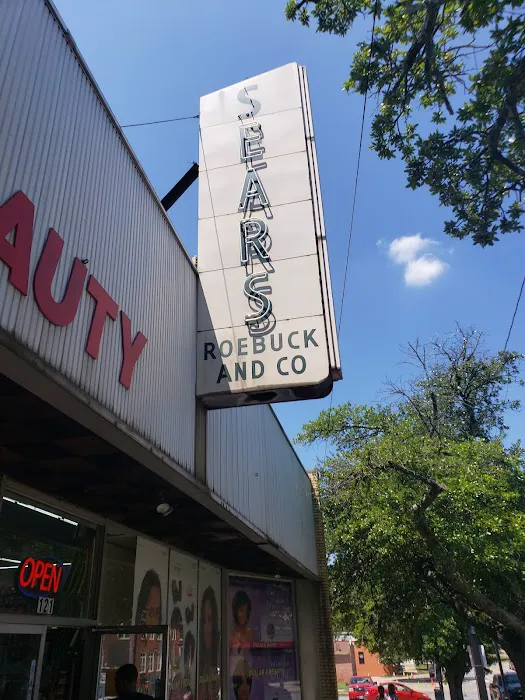 SEARS
ROEBUCK
AND CO
AUTY
OPEN
121